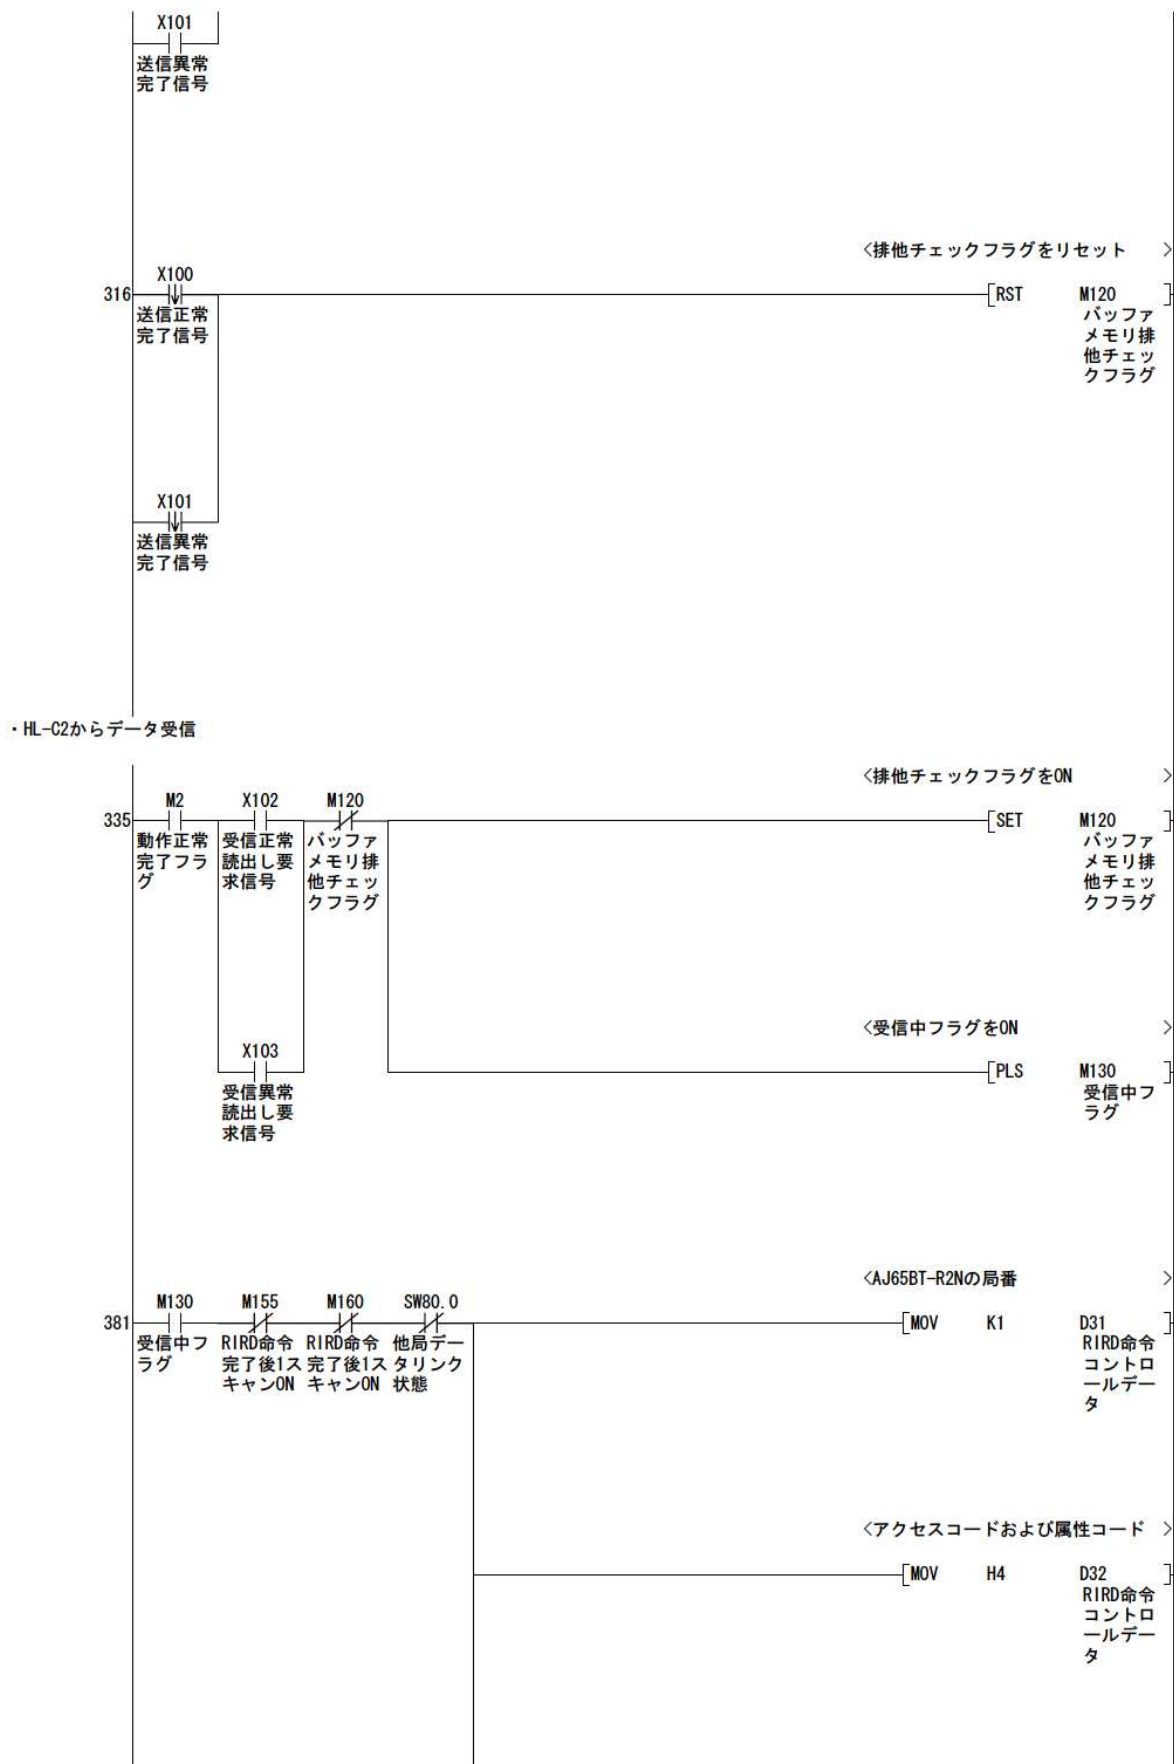 X101
送信異常
完了信号
<排他チェックフラグをリセット >
X100
316
[RST M120 ]
送信正常
完了信号
バッファ
メモリ排
他チェッ
クフラグ
X101
送信異常
完了信号
・HL-C2からデータ受信
<排他チェックフラグをON >
M2 X102 M120
335
[SET M120 ]
動作正常
完了フラ
グ
受信正常
読出し要
求信号
バッファ
メモリ排
他チェッ
クフラグ
バッファ
メモリ排
他チェッ
クフラグ
<受信中フラグをON >
X103
[PLS M130 ]
受信異常
読出し要
求信号
受信中フ
ラグ
<AJ65BT-R2Nの局番 >
M130 M155 M160 SW80.0
381
[MOV K1 D31 ]
受信中フ
ラグ
RIRD命令
完了後1ス
キャンON
RIRD命令
完了後1ス
キャンON
他局デー
タリンク
状態
RIRD命令
コントロ
ールデー
タ
<アクセスコードおよび属性コード >
[MOV H4 D32 ]
RIRD命令
コントロ
ールデー
タ